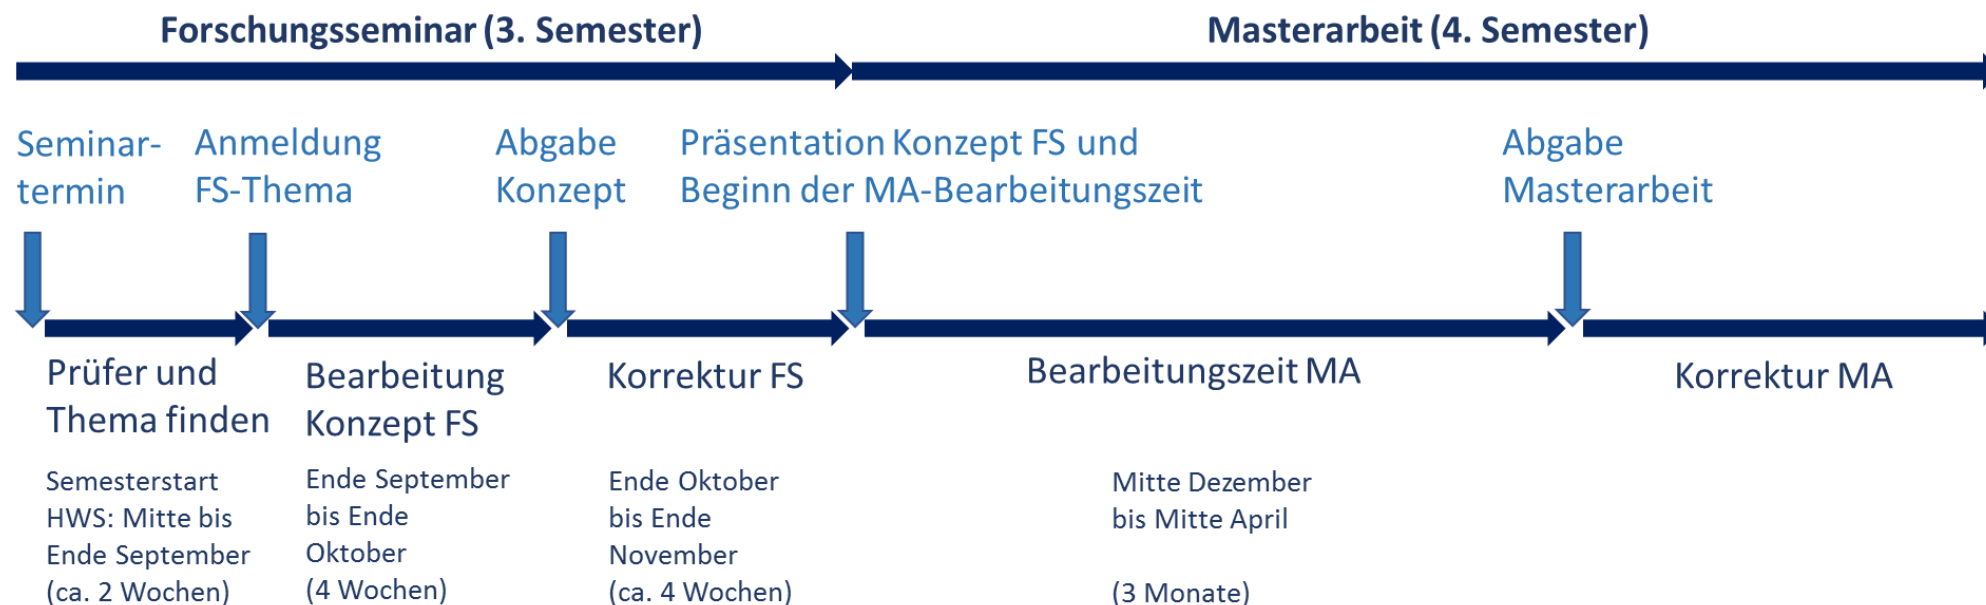 Forschungsseminar (3. Semester)
Masterarbeit (4. Semester)
Seminar-
termin
Anmeldung
FS-Thema
Abgabe
Konzept
Präsentation Konzept FS und
Beginn der MA-Bearbeitungszeit
Abgabe
Masterarbeit
Prüfer und
Thema finden
Bearbeitung
Konzept FS
Korrektur FS
Bearbeitungszeit MA
Korrektur MA
Semesterstart
HWS: Mitte bis
Ende September
(ca. 2 Wochen)
Ende September
bis Ende
Oktober
(4 Wochen)
Ende Oktober
bis Ende
November
(ca. 4 Wochen)
Mitte Dezember
bis Mitte April
(3 Monate)